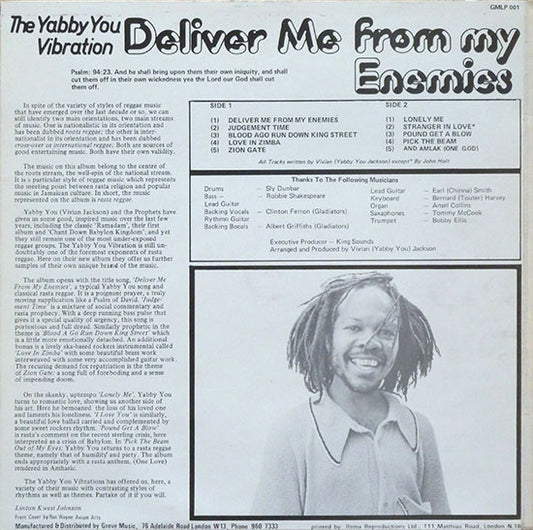 GMLP 001
The Yabby You
Vibration
Deliver Me from my
Enemies
Psalm: 94:23. And he shall bring upon them their own iniquity, and shall
cut them off in their own wickedness yea the Lord our God shall cut
them off.
In spite of the variety of styles of reggae music
that have emerged over the last decade or so, we can
still identify two main orientations, two main streams
of music. One is nationalistic in its orientation and
has been dubbed roots reggae; the other is inter-
nationalist in its orientation and has been dubbed
cross-over or international reggae; Both are sources of
good entertaining music. Both have their own validity.
The music on this album belong to the centre of
the roots stream, the well-spin of the national stream.
It is a particular style of reggae music which represents
the meeting point between rasta religion and popular
music in Jamaican culture. In short, the music
represented on the album is rasta reggae.
Yabby You (Vivian Jackson) and the Prophets have
given us some good, inspired music over the last few
years, including the classic 'Ramadam', their first
album and 'Chant Down Babylon Kingdom'; and yet
they still remain one of the most under-exposed
reggae groups. The Yabby You Vibration is still un-
doubtably one of the foremost exponents of rasta
reggae. Here on their new album they offer us further
samples of their own unique brand of the music.
The album opens with the title song, 'Deliver Me
From My Enemies', a typical Yabby You song and
classical rasta reggae. It is a poignant prayer, a truly
moving supplication like a Psalm of David. 'Judge-
ment Time' is a mixture of social commentary and
rasta prophecy. With a deep running bass pulse that
gives it a special quality of urgency, this song is
portentous and full dread. Similarly prophetic in the
theme is 'Blood A Go Run Down King Street' which
is a little more emotionally detached. An additional
bonus is a lively ska-based rockers instrumental called
'Love In Zimba' with some beautiful brass work
interweaved with some very accomplished guitar work.
The recuring demand for repatriation is the theme
of Zion Gate: a song full of foreboding and a sense
of impending doom.
On the skanky, uptempo 'Lonely Me', Yabby You
turns to romantic love, showing us another side of
his art. Here he bemoaned the loss of his loved one
and laments his loneliness. 'I Love You' is similarly,
a beautiful love ballad carried and complemented by
some sweet rockers rhythm. 'Pound Get A Blow'
is rasta's comment on the recent sterling crisis, here
interpreted as a crisis of Babylon. In 'Pick The Beam
Out of My Eyes: Yabby You returns to a rasta reggae
theme, namely that of humility and piety. The album
ends appropriately with a rasta anthem, (One Love)
rendered in Amharic.
The Yabby You Vibrations has offered us, here, a
variety of their music with contrasting styles of
rhythm as well as themes. Partake of it if you will.
Linton Kwesi Johnson
Front Cover by Ras Wayne
SIDE 1
(1) DELIVER ME FROM MY ENEMIES
(2) JUDGEMENT TIME
(3) BLOOD AGO RUN DOWN KING STREET
(4) LOVE IN ZIMBA
(5) ZION GATE
SIDE 2
(1) LONELY ME
(2) STRANGER IN LOVE*
(3) POUND GET A BLOW
(4) PICK THE BEAM
(5) AND AMLAK (ONE GOD)
All Tracks written by Vivian (Yabby You Jackson) except* By John Holt
Thanks To The Following Musicians
Drums – Sly Dunbar
Bass – Robbie Shakespeare
Lead Guitar
Backing Vocals – Clinton Fernon (Gladiators)
Rythmn Guitar
Backing Vocals – Albert Griffiths (Gladiators)
Lead Guitar – Earl (Chinna) Smith
Keyboard – Bernard (Touter) Harvey
Organ – Ansel Collins
Saxaphones – Tommy McCook
Trumpet – Bobby Ellis
Executive Producer – King Sounds
Arranged and Produced by Vivian (Yabby You) Jackson
Manufactured & Distributed by Grove Music, 76 Adelaide Road London W13, Phone 950 7333
printed by: Ilema Reproductions Ltd., 111 Matthias Road, London N.16